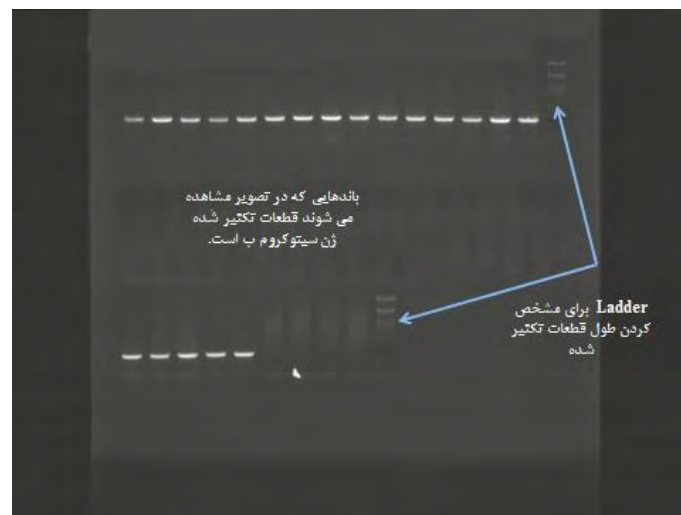 باندهایی که در تصویر مشاهده
می شوند قطعات تکثیر شده
ژن سیتوکروم ب است.
Ladder برای مشخص
کردن طول قطعات تکثیر
شده